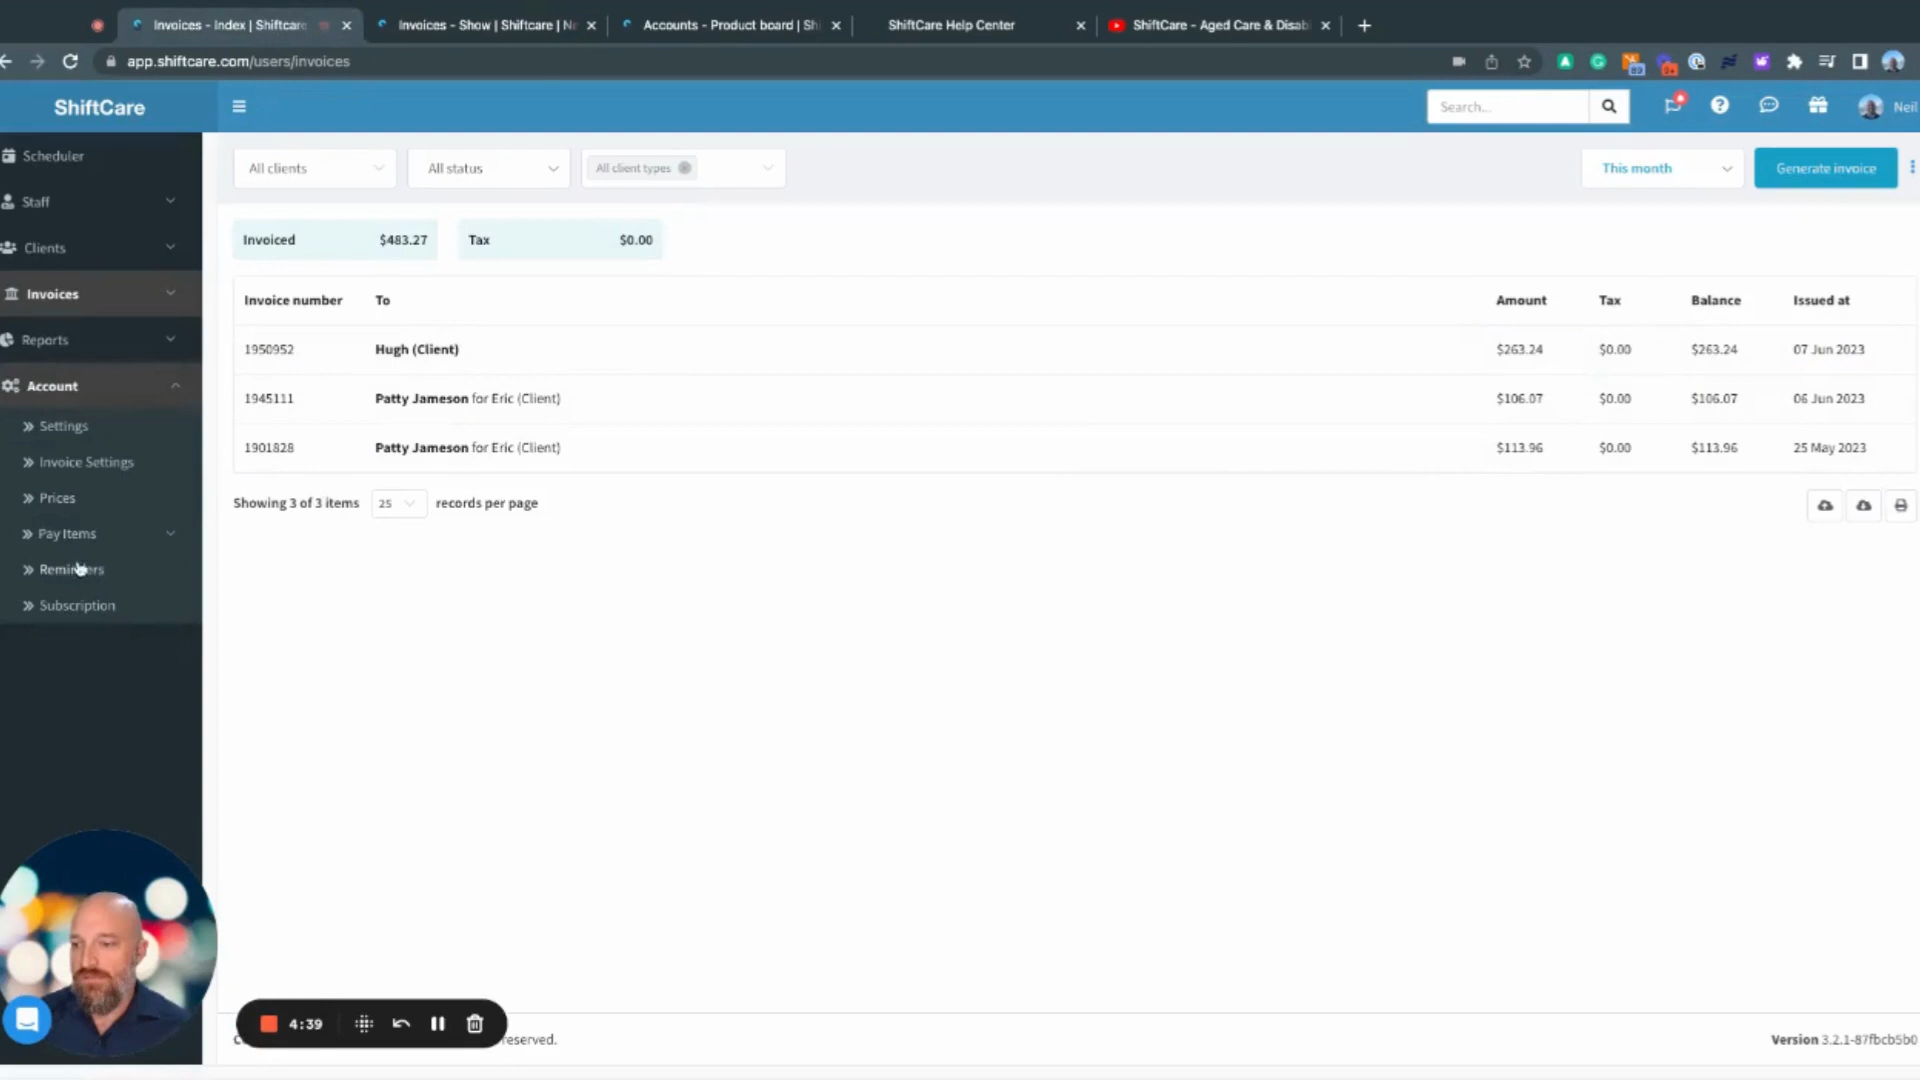 Invoices - Index | Shiftcare
Invoices - Show | Shiftcare | N
Accounts - Product board | Sh
ShiftCare Help Center
ShiftCare - Aged Care & Disab
app.shiftcare.com/users/invoices
ShiftCare
Search...
Neil
Scheduler
Staff
Clients
Invoices
Reports
Account
Settings
Invoice Settings
Prices
Pay Items
Reminders
Subscription
All clients
All status
All client types
This month
Generate invoice
Invoiced $483.27
Tax $0.00
Invoice number To Amount Tax Balance Issued at
1950952 Hugh (Client) $263.24 $0.00 $263.24 07 Jun 2023
1945111 Patty Jameson for Eric (Client) $106.07 $0.00 $106.07 06 Jun 2023
1901828 Patty Jameson for Eric (Client) $113.96 $0.00 $113.96 25 May 2023
Showing 3 of 3 items 25 records per page
4:39
reserved.
Version 3.2.1-87fbcb5b0